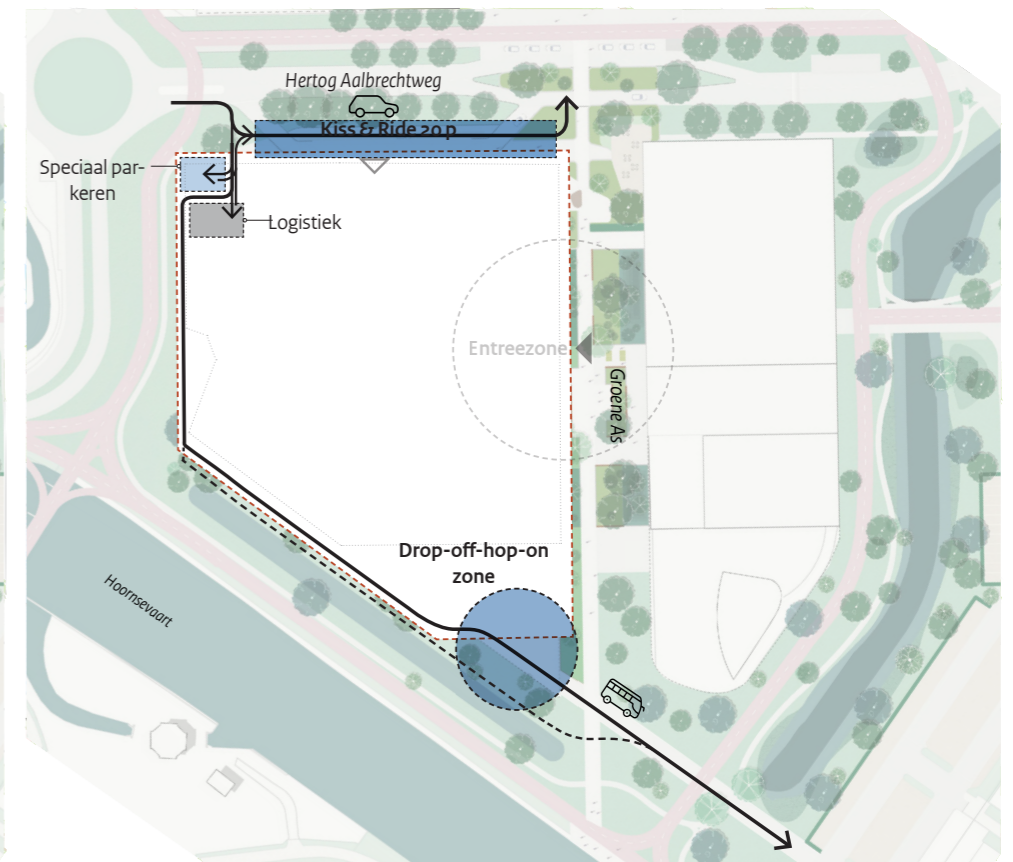 Hertog Aalbrechtweg
Kiss & Ride 20 p
Speciaal par-
keren
Logistiek
Entreezone
Groene As
Drop-off-hop-on
zone
Hoornsevaart